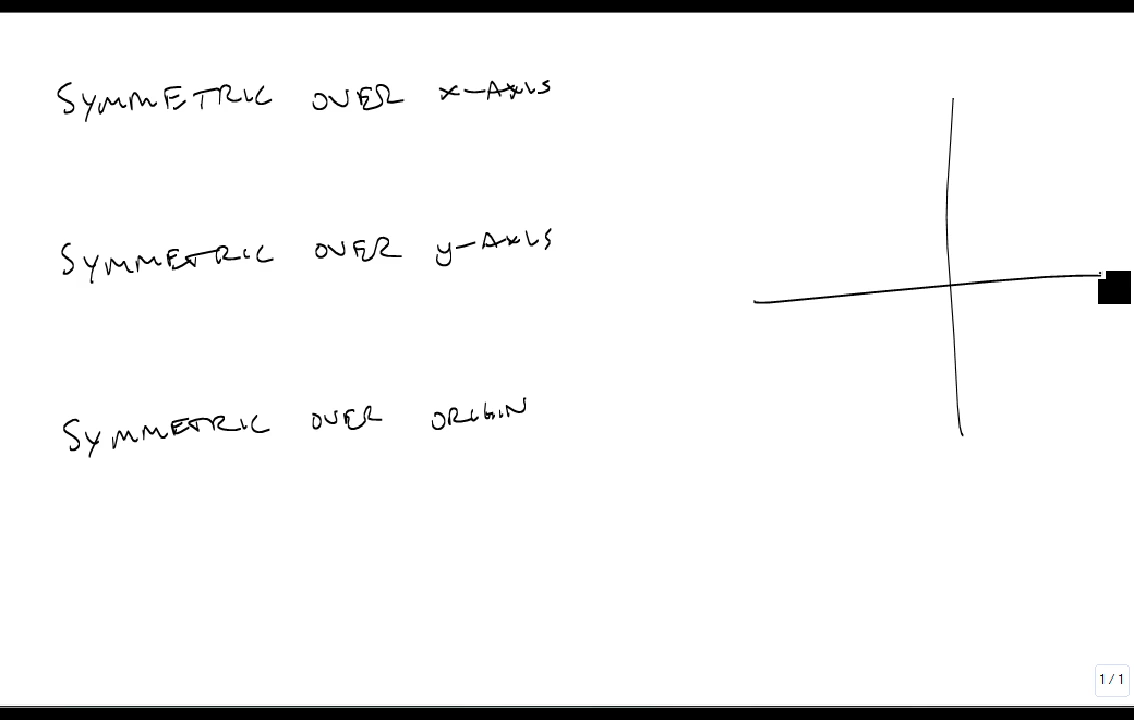 SYMMETRIC OVER x-AXIS
SYMMETRIC OVER y-AXIS
SYMMETRIC OVER ORIGIN
1 / 1